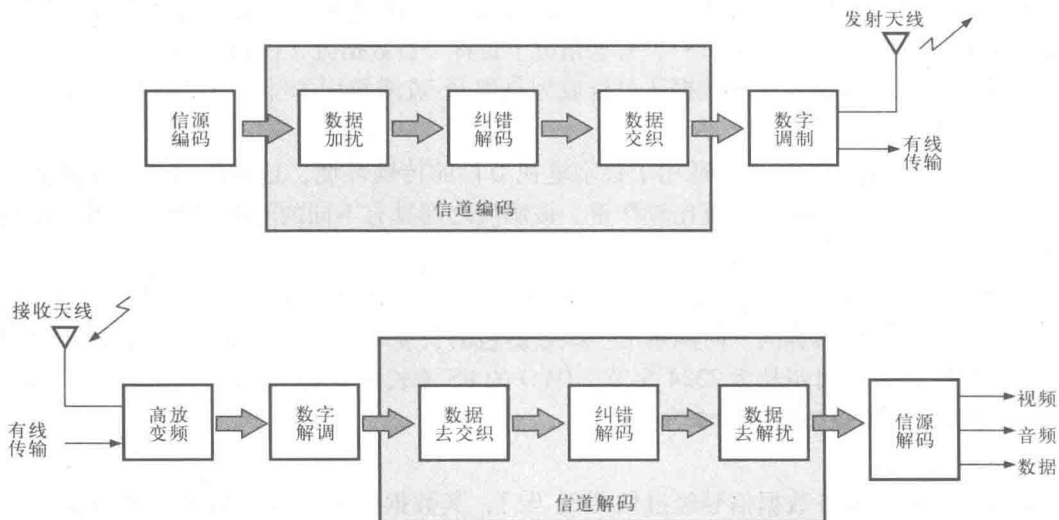 发射天线
信源
编码
数据
加扰
纠错
解码
数据
交织
数字
调制
有线
传输
信道编码
接收天线
有线
传输
高放
变频
数字
解调
数据
去交织
纠错
解码
数据
去解扰
信源
解码
视频
音频
数据
信道解码